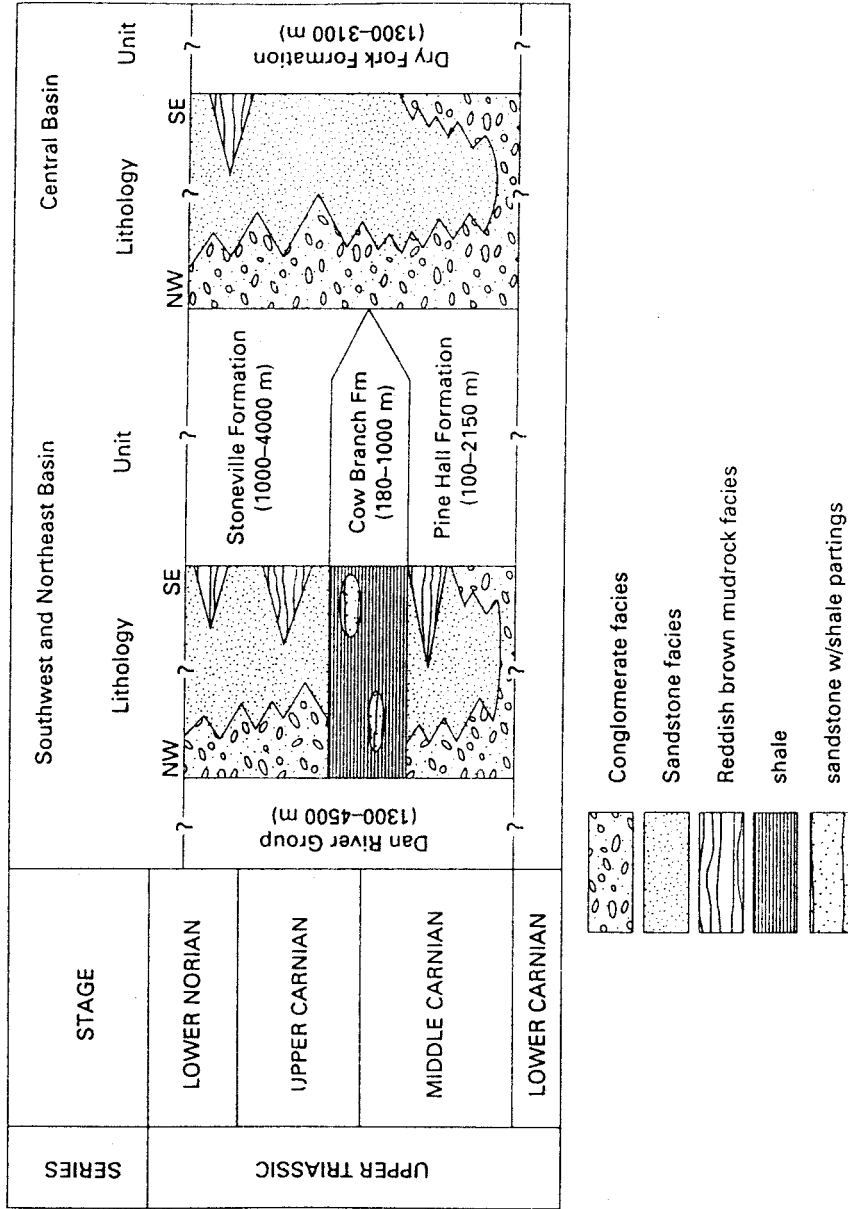 SERIES
STAGE
UPPER TRIASSIC
LOWER NORIAN
UPPER CARNIAN
MIDDLE CARNIAN
LOWER CARNIAN
Southwest and Northeast Basin
Lithology
Unit
Central Basin
Lithology
Unit
NW
SE
NW
SE
?
?
?
?
?
?
Dan River Group
(1300–4500 m)
?
?
?
?
Stoneville Formation
(1000–4000 m)
Cow Branch Fm
(180–1000 m)
Pine Hall Formation
(100–2150 m)
Dry Fork Formation
(1300–3100 m)
Conglomerate facies
Sandstone facies
Reddish brown mudrock facies
shale
sandstone w/shale partings